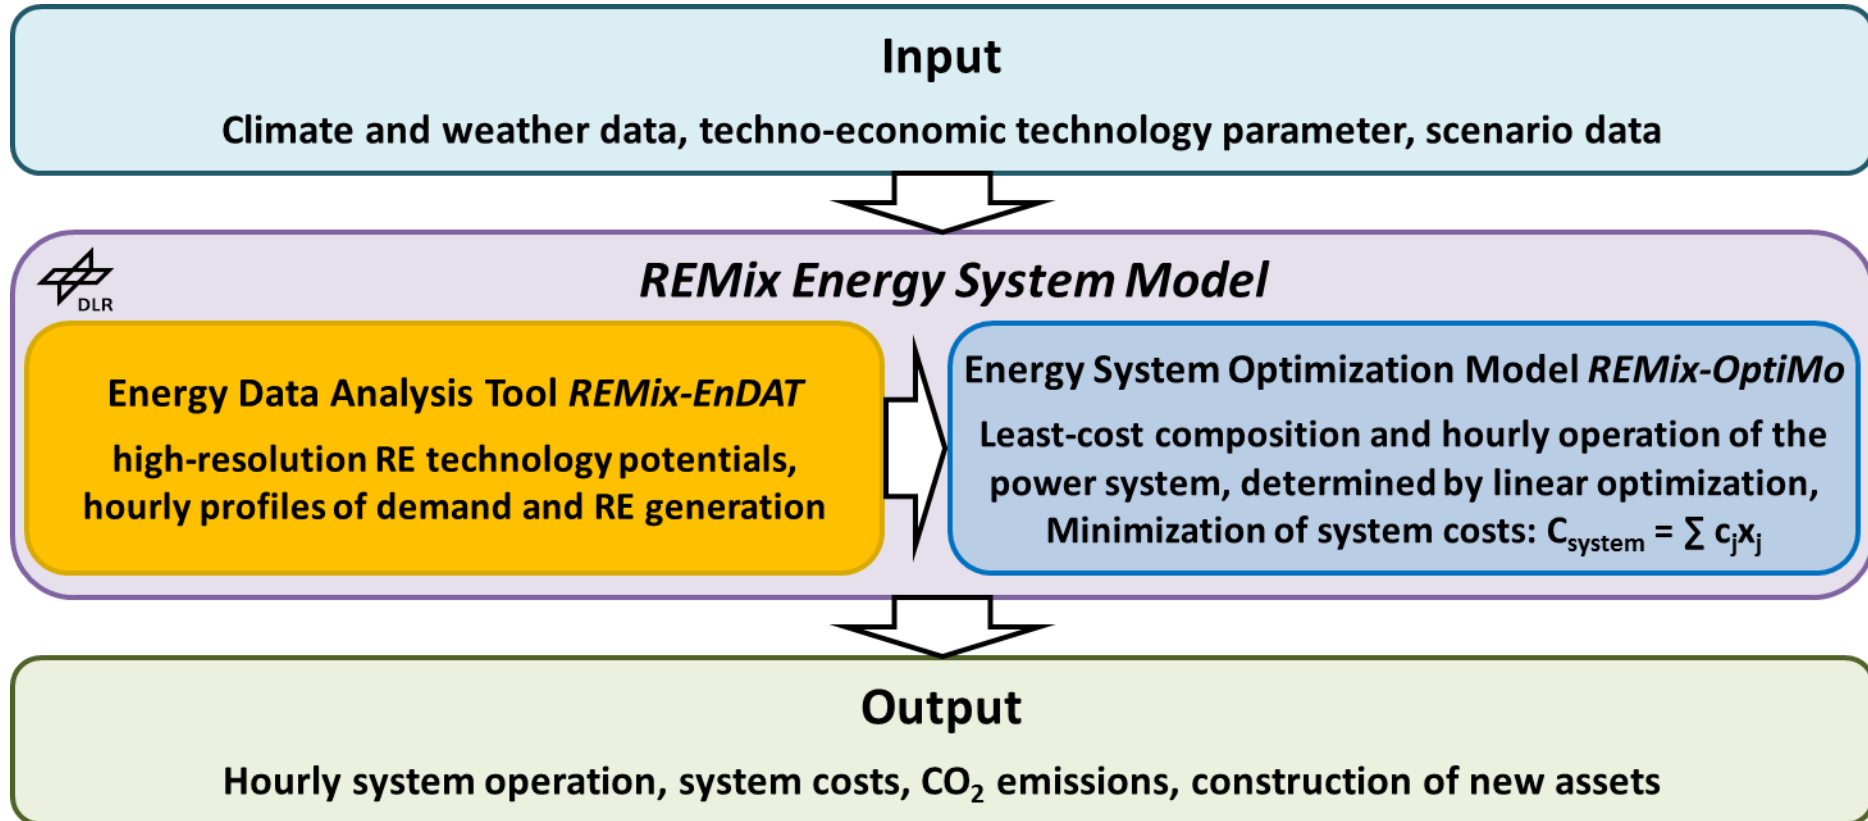 Input
Climate and weather data, techno-economic technology parameter, scenario data
DLR
REMix Energy System Model
Energy Data Analysis Tool REMix-EnDAT
high-resolution RE technology potentials,
hourly profiles of demand and RE generation
Energy System Optimization Model REMix-OptiMo
Least-cost composition and hourly operation of the
power system, determined by linear optimization,
Minimization of system costs: C_system = ∑ c_jx_j
Output
Hourly system operation, system costs, CO₂ emissions, construction of new assets